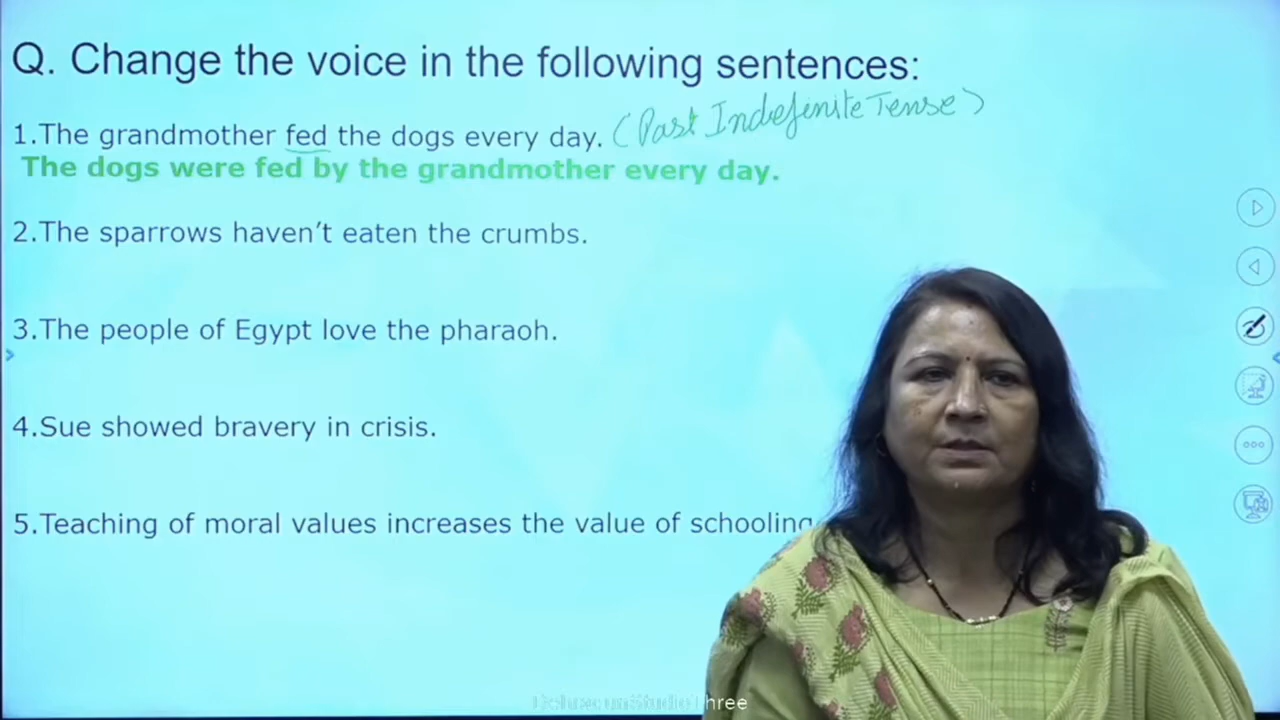 Q. Change the voice in the following sentences:
1.The grandmother fed the dogs every day. (Past Indefinite Tense)
The dogs were fed by the grandmother every day.
2.The sparrows haven’t eaten the crumbs.
3.The people of Egypt love the pharaoh.
4.Sue showed bravery in crisis.
5.Teaching of moral values increases the value of schooling